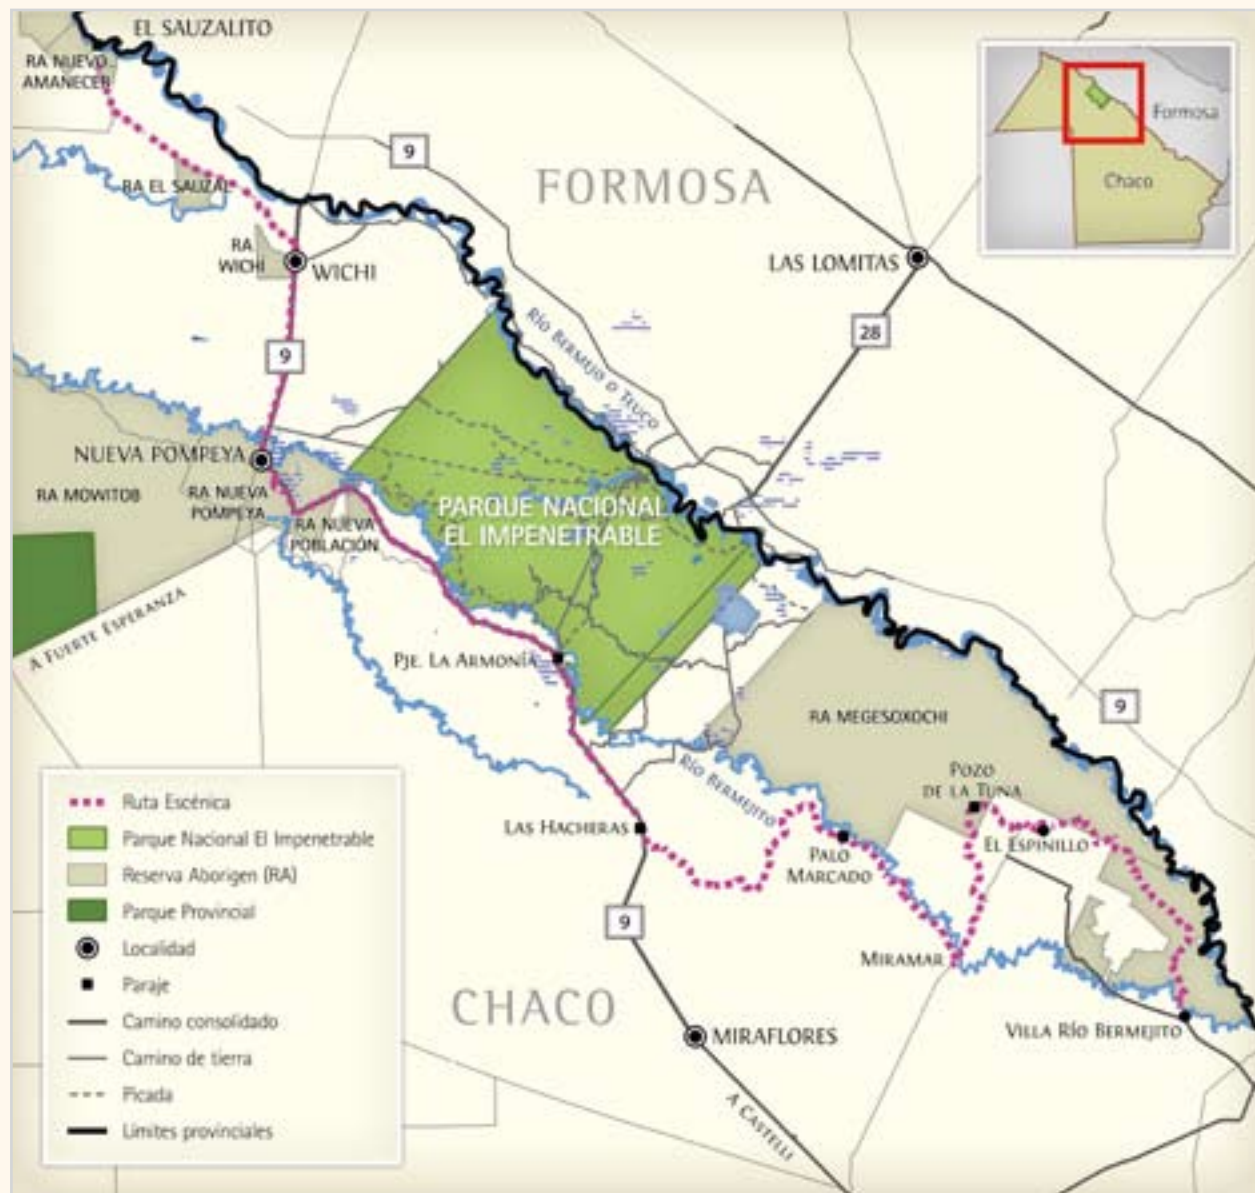 EL SAUZALITO
RA NUEVO
AMANECER
9
FORMOSA
Formosa
Chaco
RA EL SAUZAL
RA
WICHI
WICHI
LAS LOMITAS
RÍO BERMEJO O TEUCO
28
9
NUEVA POMPEYA
RA MOWITOB
RA NUEVA
POMPEYA
RA NUEVA
POBLACIÓN
PARQUE NACIONAL
EL IMPENETRABLE
A FUERTE ESPERANZA
PJE. LA ARMONÍA
9
RA MEGESOXOCHI
RÍO BERMEJITO
POZO
DE LA TUNA
LAS HACHERAS
PALO
MARCADO
EL ESPINILLO
9
MIRAMAR
CHACO
MIRAFLORES
VILLA RÍO BERMEJITO
A CASTELLI
Ruta Escénica
Parque Nacional El Impenetrable
Reserva Aborigen (RA)
Parque Provincial
Localidad
Paraje
Camino consolidado
Camino de tierra
Picada
Límites provinciales